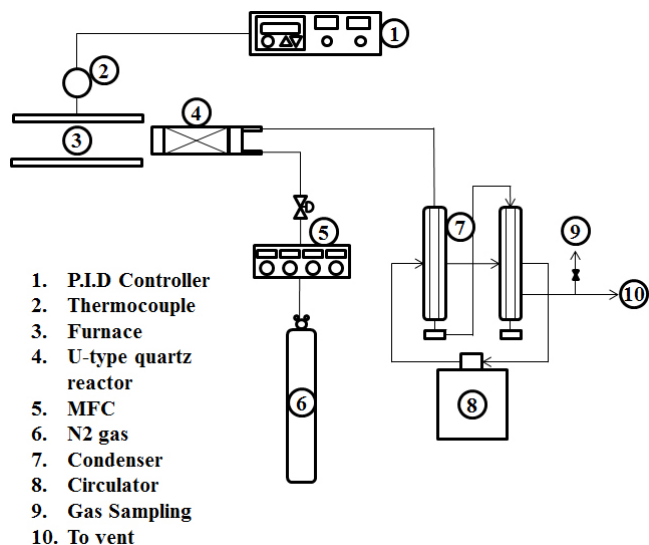 1
2
3
4
5
6
7
8
9
10
1. P.I.D Controller
2. Thermocouple
3. Furnace
4. U-type quartz
reactor
5. MFC
6. N2 gas
7. Condenser
8. Circulator
9. Gas Sampling
10. To vent